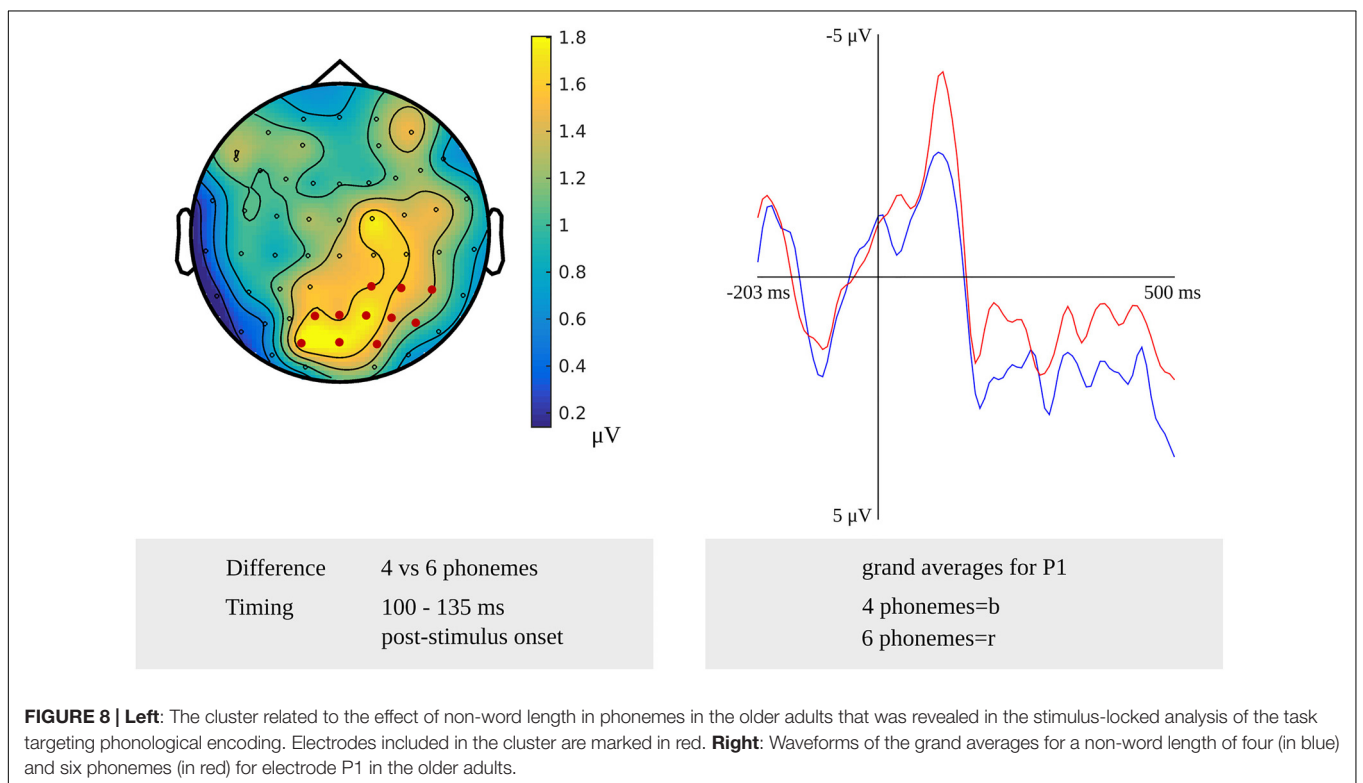 1.8
1.6
1.4
1.2
1
0.8
0.6
0.4
0.2
μV
-5 μV
-203 ms
500 ms
5 μV
Difference 4 vs 6 phonemes
Timing 100 - 135 ms
post-stimulus onset
grand averages for P1
4 phonemes=b
6 phonemes=r
FIGURE 8 | Left: The cluster related to the effect of non-word length in phonemes in the older adults that was revealed in the stimulus-locked analysis of the task
targeting phonological encoding. Electrodes included in the cluster are marked in red. Right: Waveforms of the grand averages for a non-word length of four (in blue)
and six phonemes (in red) for electrode P1 in the older adults.